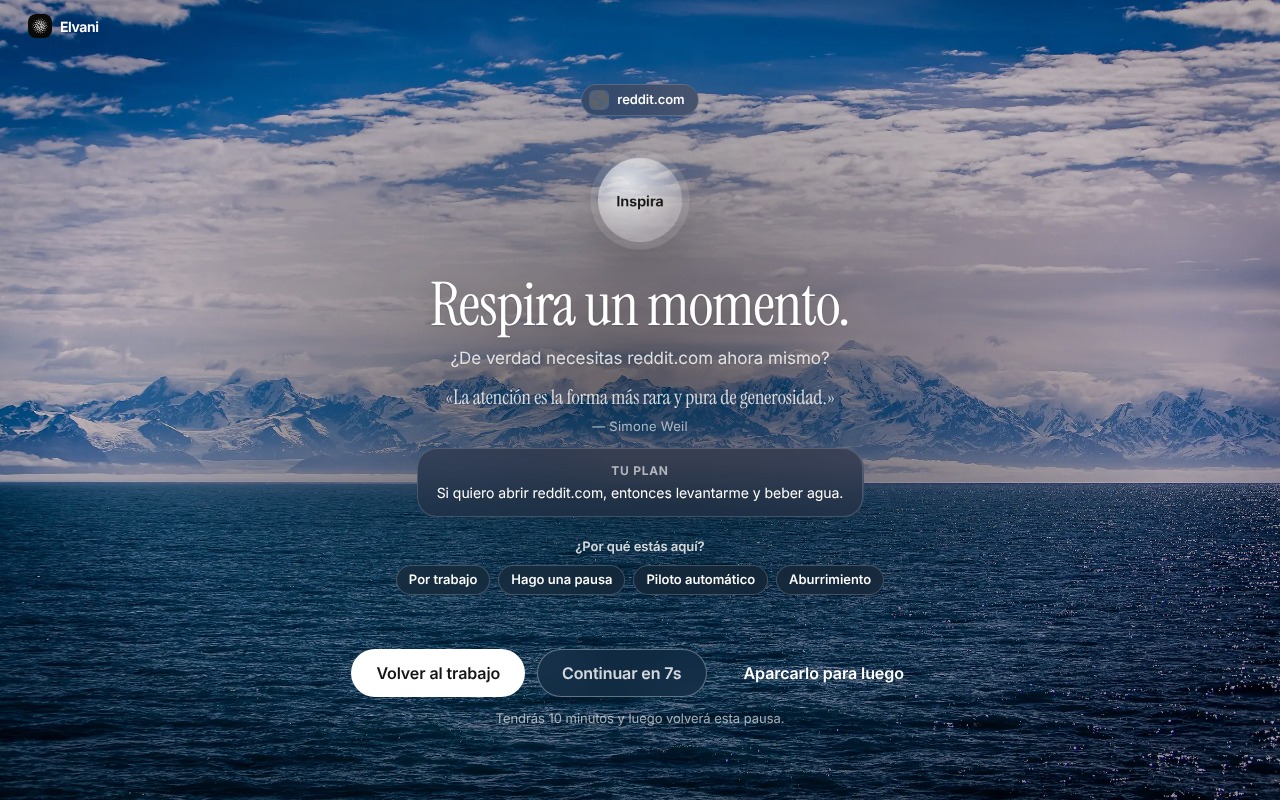 Elvani
reddit.com
Inspira
Respira un momento.
¿De verdad necesitas reddit.com ahora mismo?
«La atención es la forma más rara y pura de generosidad.»
— Simone Weil
TU PLAN
Si quiero abrir reddit.com, entonces levantarme y beber agua.
¿Por qué estás aquí?
Por trabajo Hago una pausa Piloto automático Aburrimiento
Volver al trabajo Continuar en 7s Aparcarlo para luego
Tendrás 10 minutos y luego volverá esta pausa.